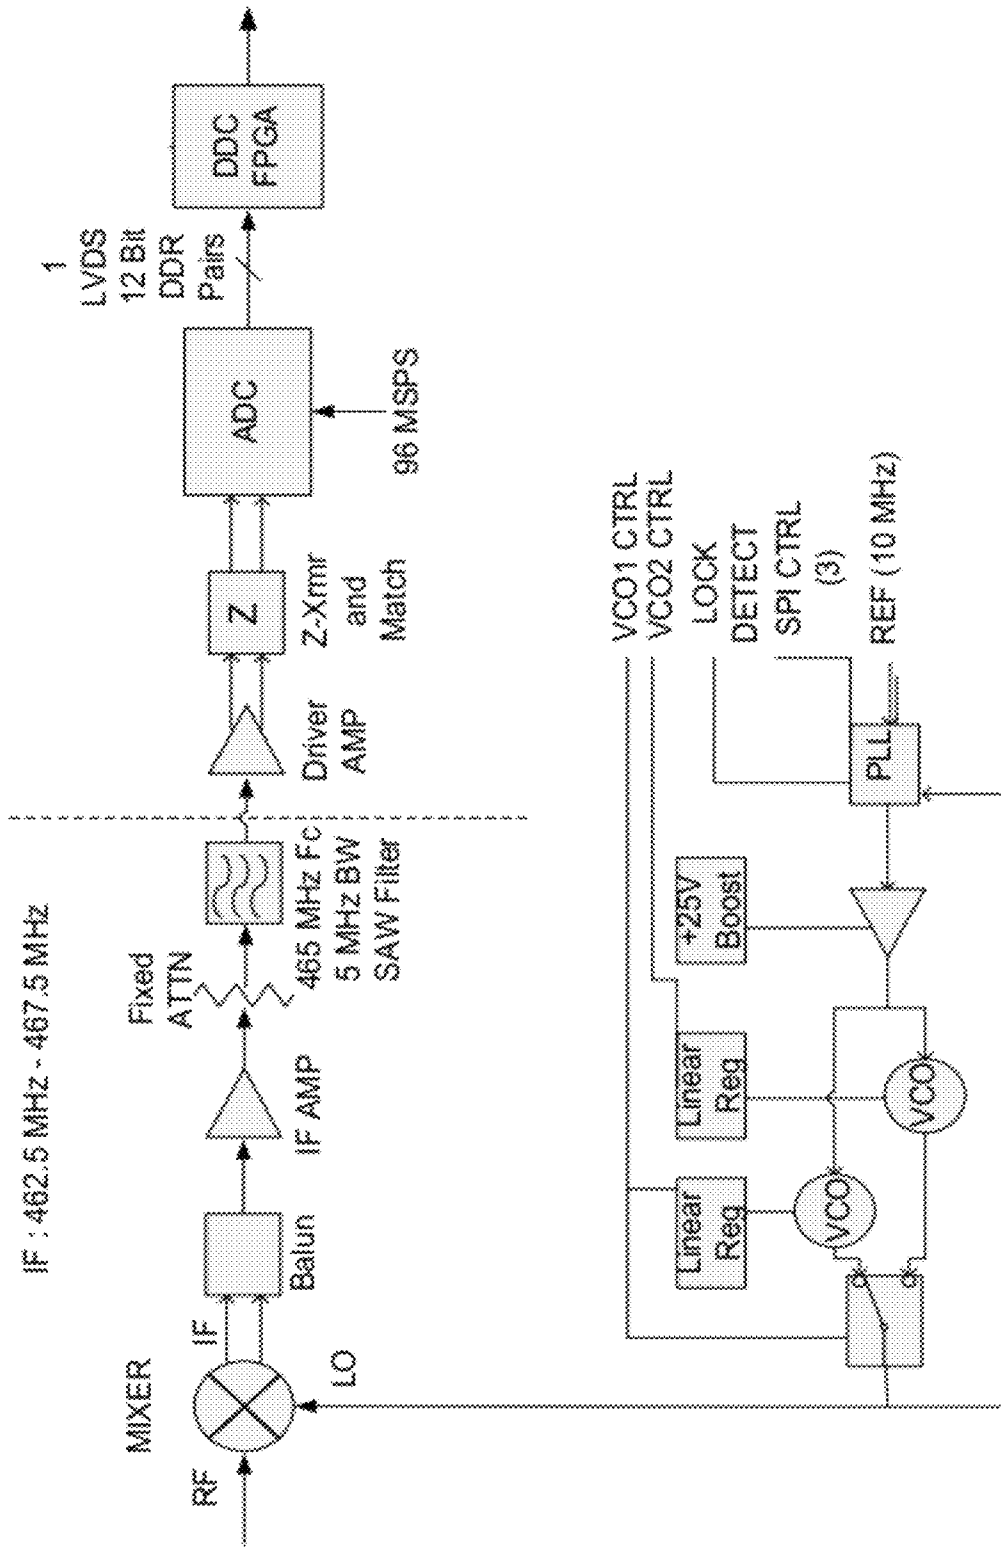 IF : 462.5 MHz - 467.5 MHz
MIXER
RF
IF
LO
Balun
IF AMP
Fixed
ATTN
465 MHz Fc
5 MHz BW
SAW Filter
Driver
AMP
Z
Z-Xrmr
and
Match
ADC
96 MSPS
1
LVDS
12 Bit
DDR
Pairs
DDC
FPGA
VCO1 CTRL
VCO2 CTRL
LOCK
DETECT
SPI CTRL
(3)
REF (10 MHz)
Linear
Reg
Linear
Reg
+25V
Boost
VCO
VCO
PLL